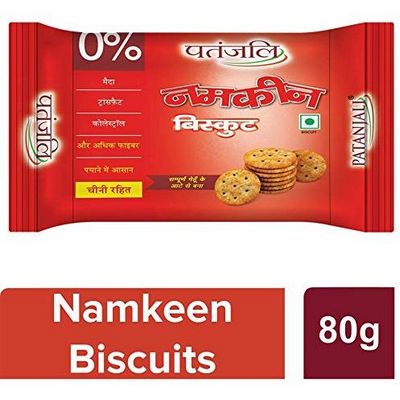 0%
मैदा
ट्रांसफ़ैट
कोलेस्ट्रॉल
और अधिक फाइबर
पचाने में आसान
चीनी रहित
पतंजलि
पतंजलि
नमकीन
बिस्कुट
सम्पूर्ण गेहूँ के
आटे से बना
BISCUIT
PATANJALI®
Namkeen
Biscuits
80g